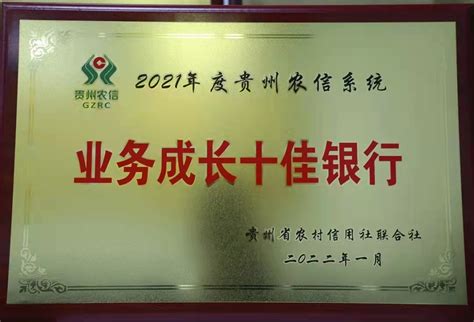 贵州农信
GZRC
2021年度贵州农信系统
业务成长十佳银行
贵州省农村信用社联合社
二〇二二年一月